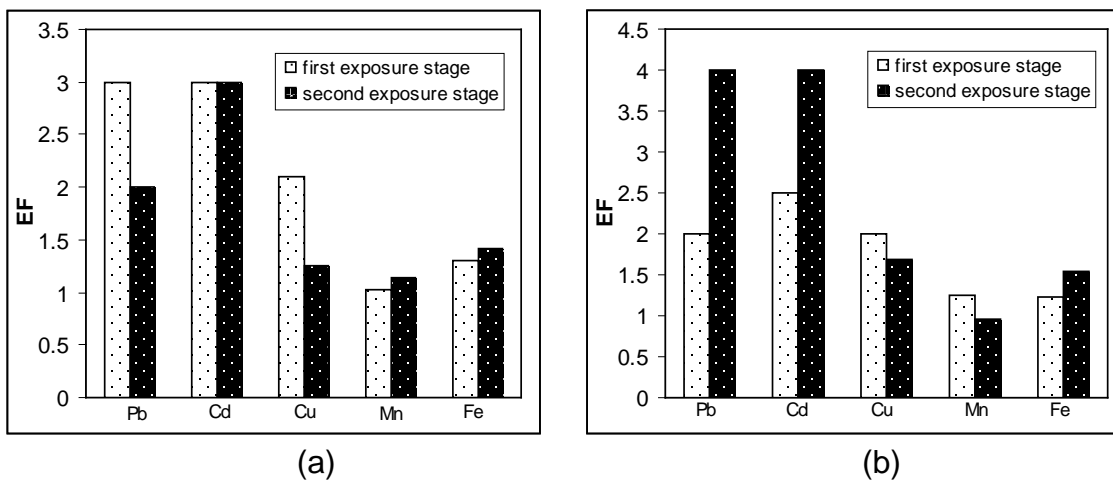 3.5
3
2.5
2
1.5
1
0.5
0
EF
first exposure stage
second exposure stage
Pb Cd Cu Mn Fe
(a)
4.5
4
3.5
3
2.5
2
1.5
1
0.5
0
EF
first exposure stage
second exposure stage
Pb Cd Cu Mn Fe
(b)